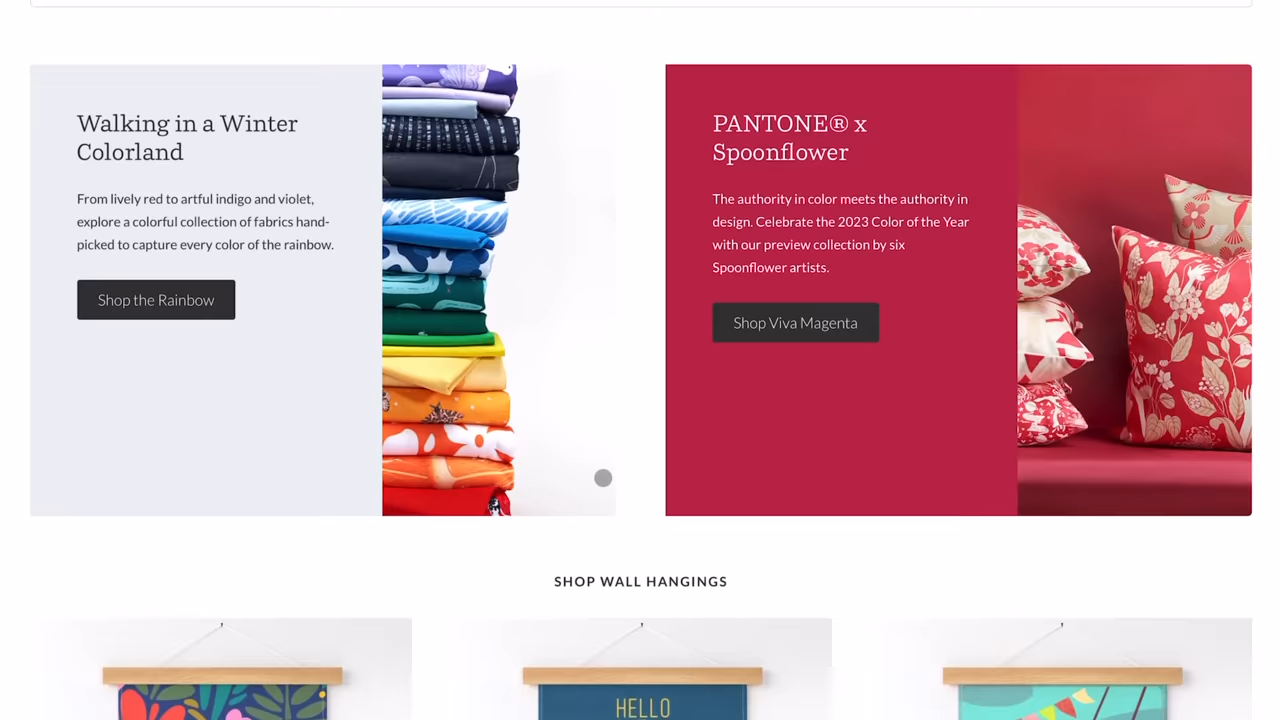 Walking in a Winter
Colorland
From lively red to artful indigo and violet,
explore a colorful collection of fabrics hand-
picked to capture every color of the rainbow.
Shop the Rainbow
PANTONE® x
Spoonflower
The authority in color meets the authority in
design. Celebrate the 2023 Color of the Year
with our preview collection by six
Spoonflower artists.
Shop Viva Magenta
SHOP WALL HANGINGS
HELLO